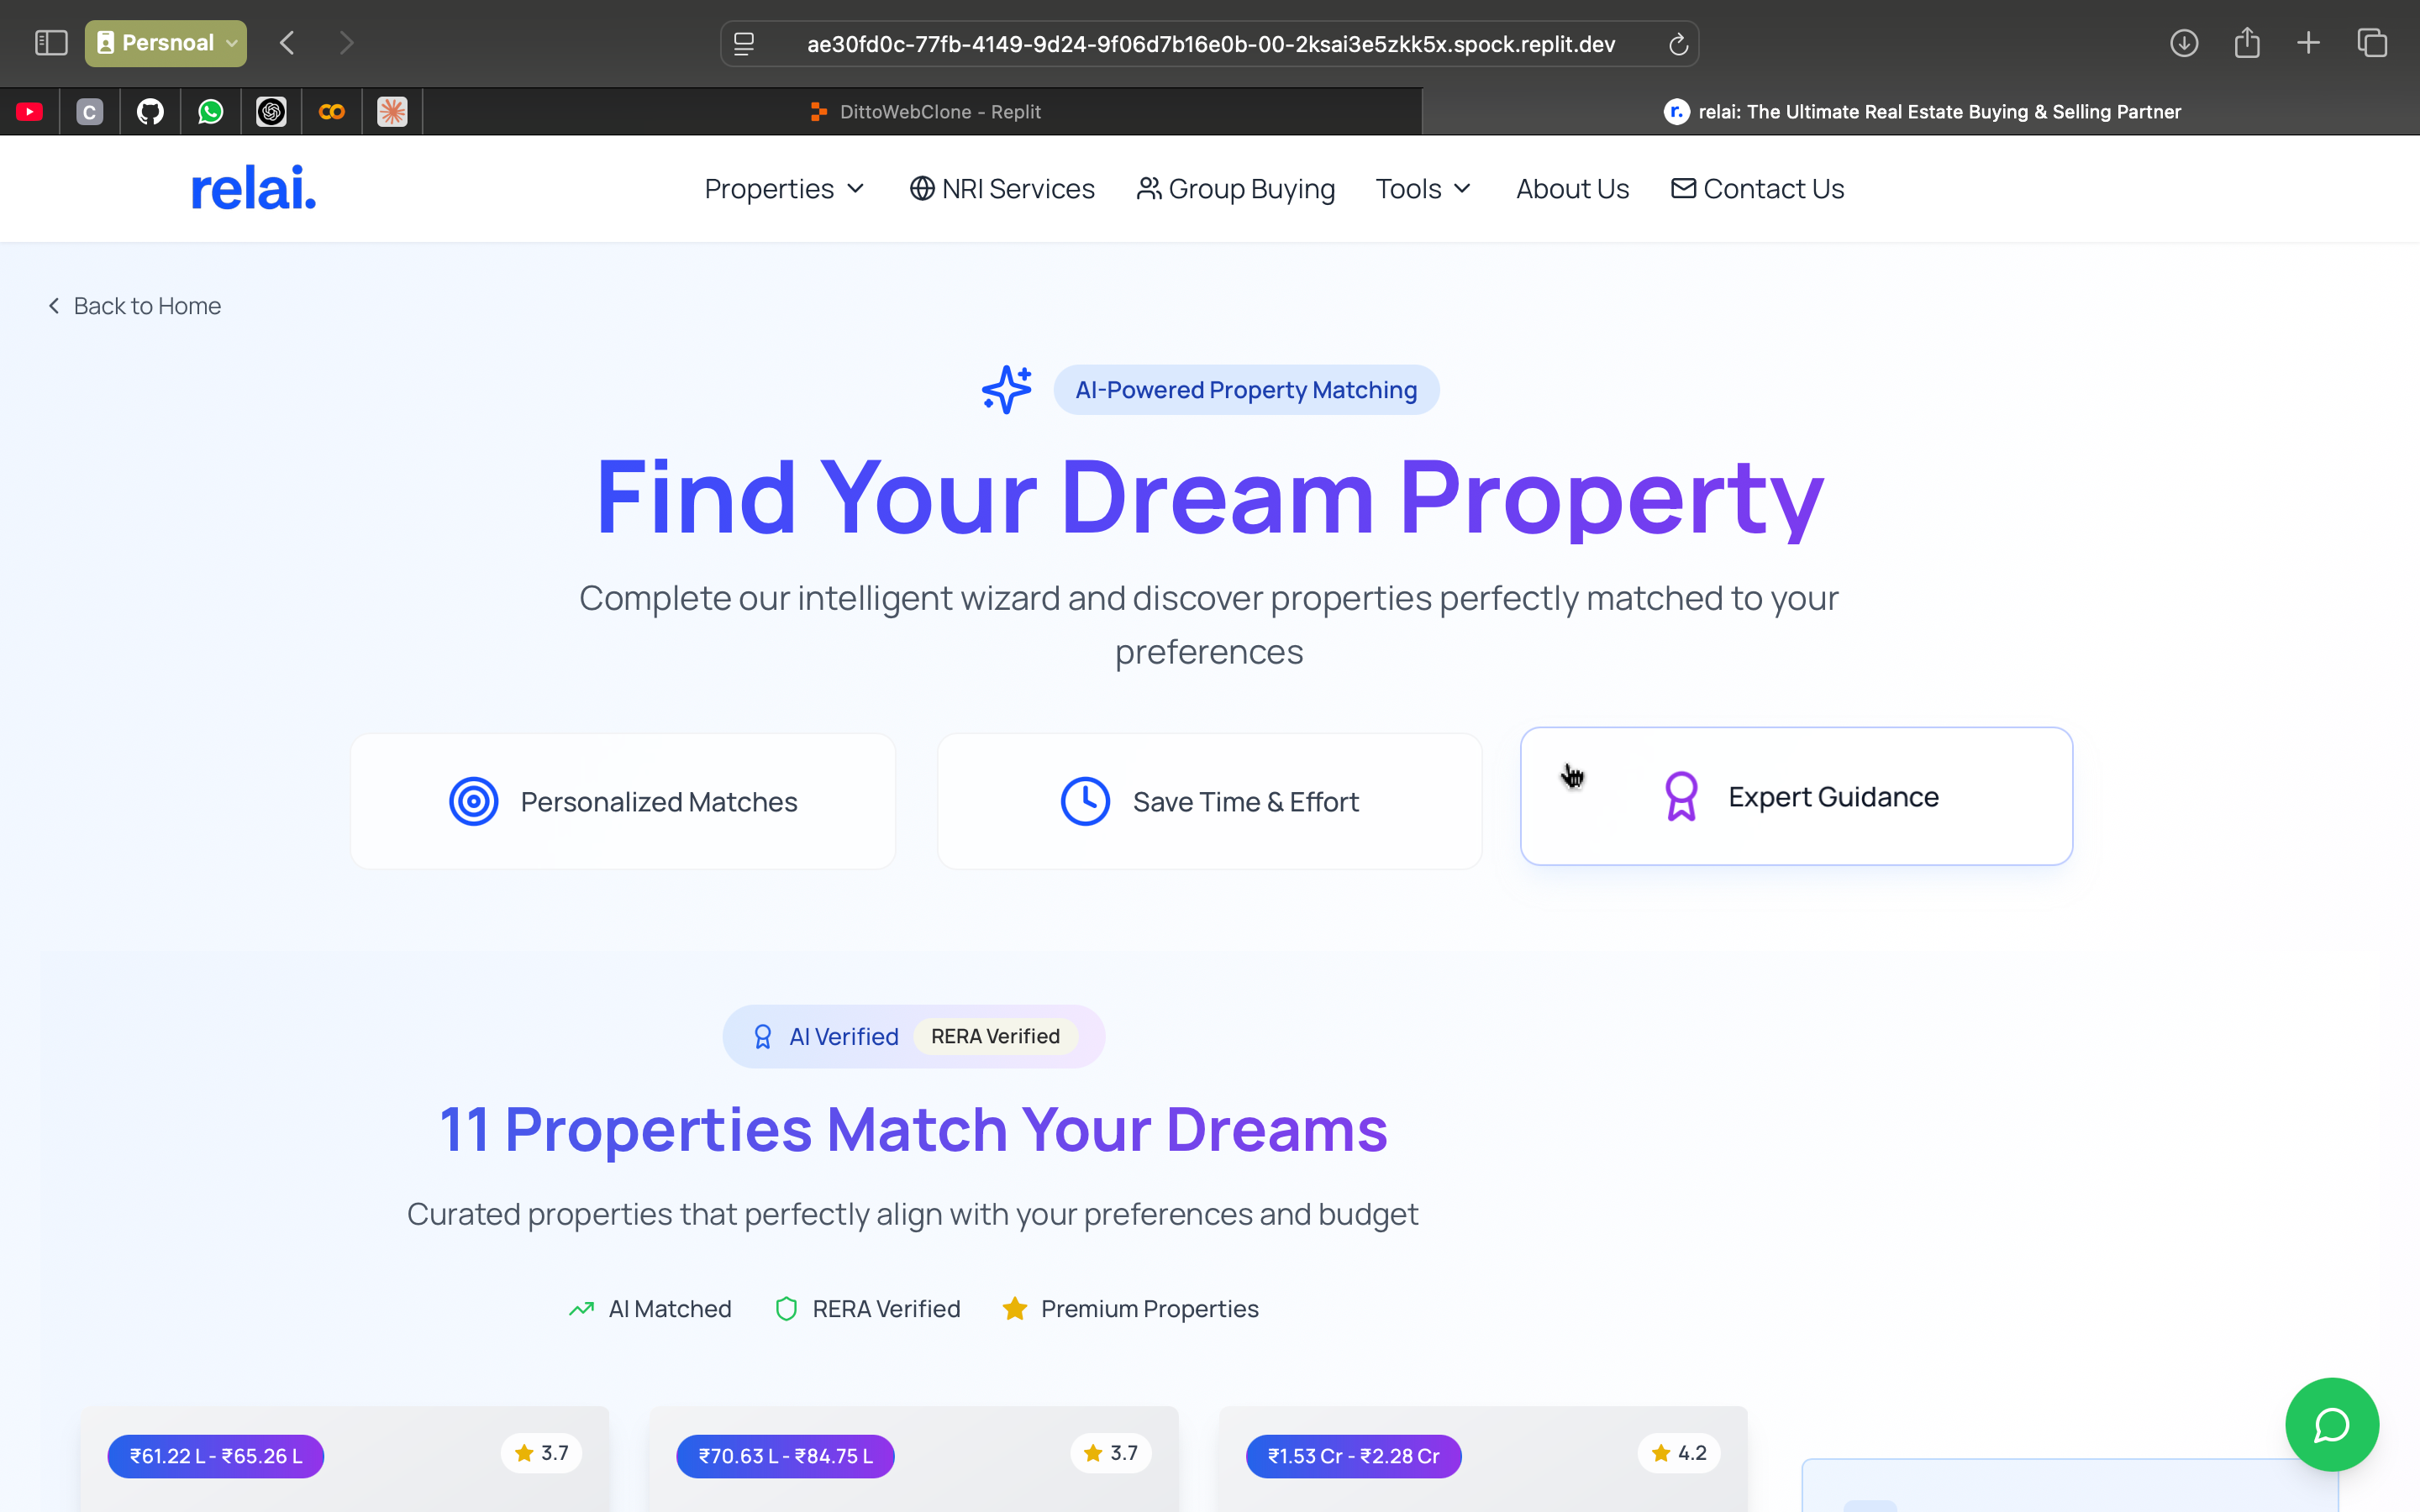 Persnoal
ae30fd0c-77fb-4149-9d24-9f06d7b16e0b-00-2ksai3e5zkk5x.spock.replit.dev
C
DittoWebClone - Replit
r.
relai: The Ultimate Real Estate Buying & Selling Partner
relai.
Properties
NRI Services
Group Buying
Tools
About Us
Contact Us
Back to Home
AI-Powered Property Matching
Find Your Dream Property
Complete our intelligent wizard and discover properties perfectly matched to your
preferences
Personalized Matches
Save Time & Effort
Expert Guidance
AI Verified
RERA Verified
11 Properties Match Your Dreams
Curated properties that perfectly align with your preferences and budget
AI Matched
RERA Verified
Premium Properties
₹61.22 L - ₹65.26 L
3.7
₹70.63 L - ₹84.75 L
3.7
₹1.53 Cr - ₹2.28 Cr
4.2